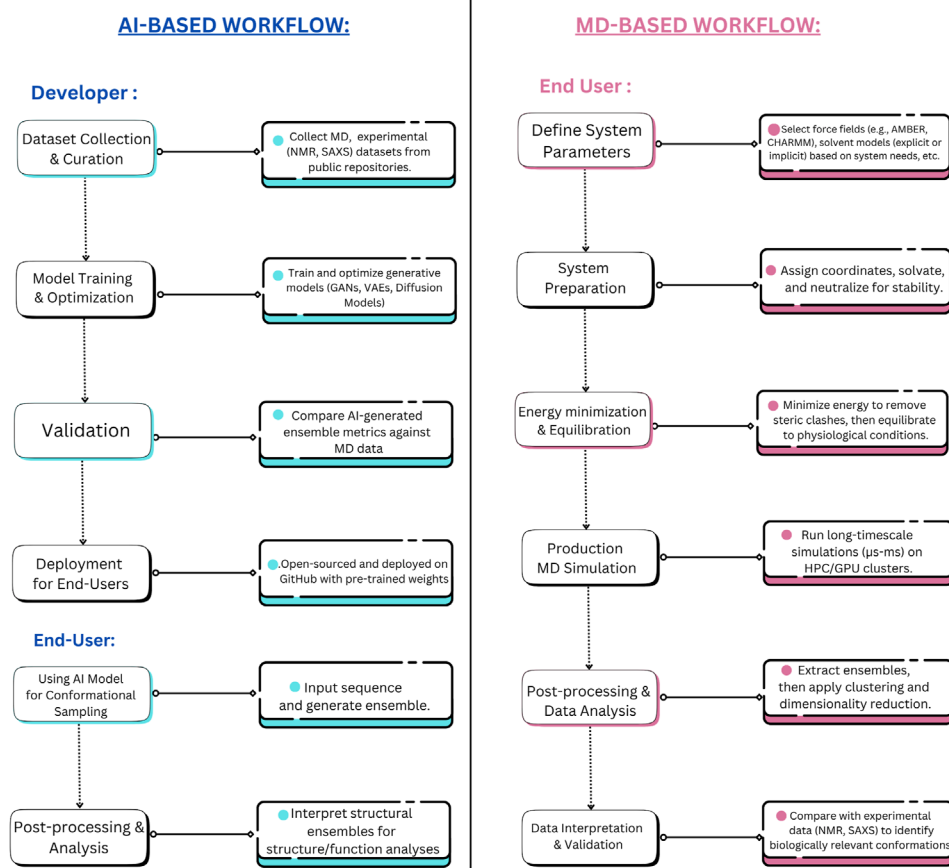 AI-BASED WORKFLOW:
Developer :
Dataset Collection
& Curation
Collect MD, experimental
(NMR, SAXS) datasets from
public repositories.
Model Training
& Optimization
Train and optimize generative
models (GANs, VAEs, Diffusion
Models)
Validation
Compare AI-generated
ensemble metrics against
MD data
Deployment
for End-Users
.Open-sourced and deployed on
GitHub with pre-trained weights
End-User:
Using AI Model
for Conformational
Sampling
Input sequence
and generate ensemble.
Post-processing &
Analysis
Interpret structural
ensembles for
structure/function analyses
MD-BASED WORKFLOW:
End User :
Define System
Parameters
Select force fields (e.g., AMBER,
CHARMM), solvent models (explicit or
implicit) based on system needs, etc.
System
Preparation
Assign coordinates, solvate,
and neutralize for stability.
Energy minimization
& Equilibration
Minimize energy to remove
steric clashes, then equilibrate
to physiological conditions.
Production
MD Simulation
Run long-timescale
simulations (μs-ms) on
HPC/GPU clusters.
Post-processing &
Data Analysis
Extract ensembles,
then apply clustering and
dimensionality reduction.
Data Interpretation
& Validation
Compare with experimental
data (NMR, SAXS) to identify
biologically relevant conformation